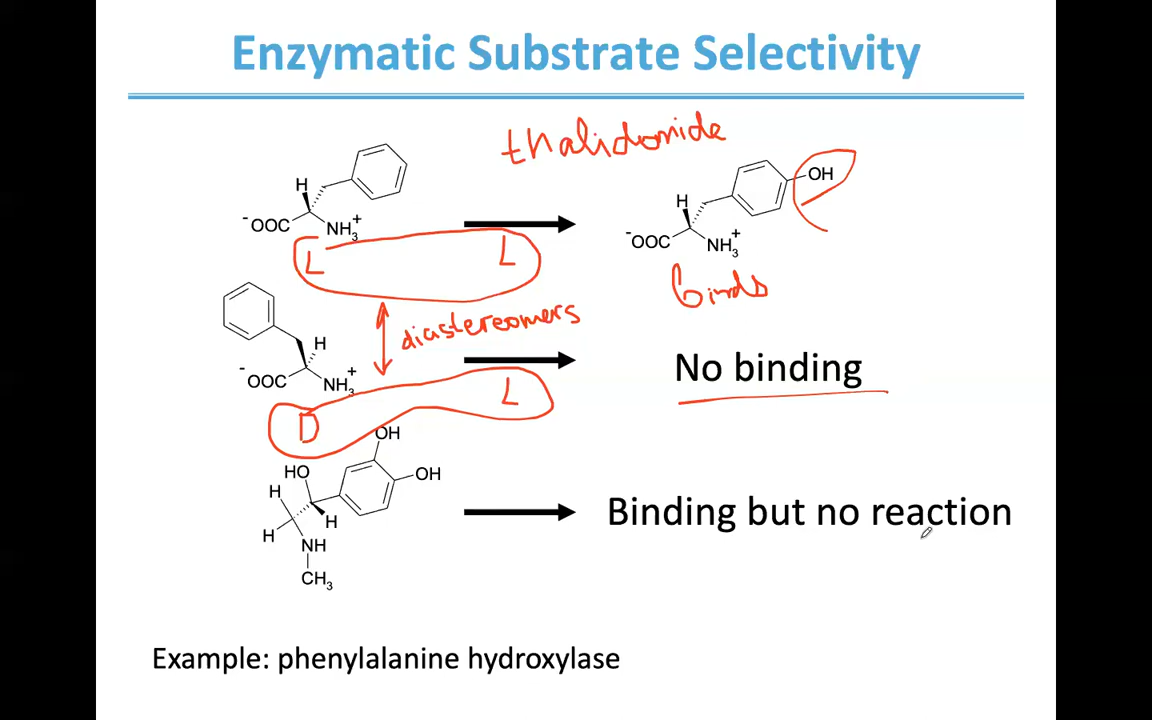 Enzymatic Substrate Selectivity
thalidomide
H
-OOC
NH3+
OH
H
-OOC
NH3+
L L
binds
diastereomers
H
-OOC
NH3+
No binding
D L
OH
HO
OH
H
H
H
NH
CH3
Binding but no reaction
Example: phenylalanine hydroxylase